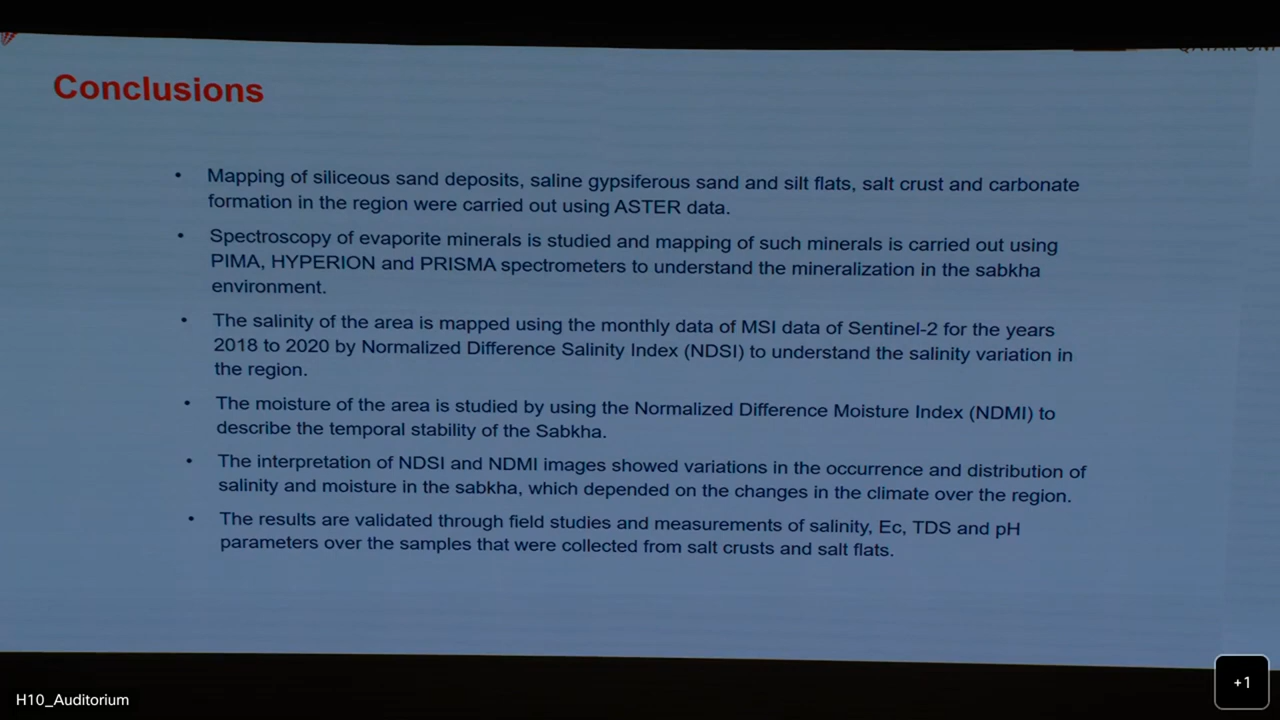 Conclusions
• Mapping of siliceous sand deposits, saline gypsiferous sand and silt flats, salt crust and carbonate
formation in the region were carried out using ASTER data.
• Spectroscopy of evaporite minerals is studied and mapping of such minerals is carried out using
PIMA, HYPERION and PRISMA spectrometers to understand the mineralization in the sabkha
environment.
• The salinity of the area is mapped using the monthly data of MSI data of Sentinel-2 for the years
2018 to 2020 by Normalized Difference Salinity Index (NDSI) to understand the salinity variation in
the region.
• The moisture of the area is studied by using the Normalized Difference Moisture Index (NDMI) to
describe the temporal stability of the Sabkha.
• The interpretation of NDSI and NDMI images showed variations in the occurrence and distribution of
salinity and moisture in the sabkha, which depended on the changes in the climate over the region.
• The results are validated through field studies and measurements of salinity, Ec, TDS and pH
parameters over the samples that were collected from salt crusts and salt flats.
H10_Auditorium
+1